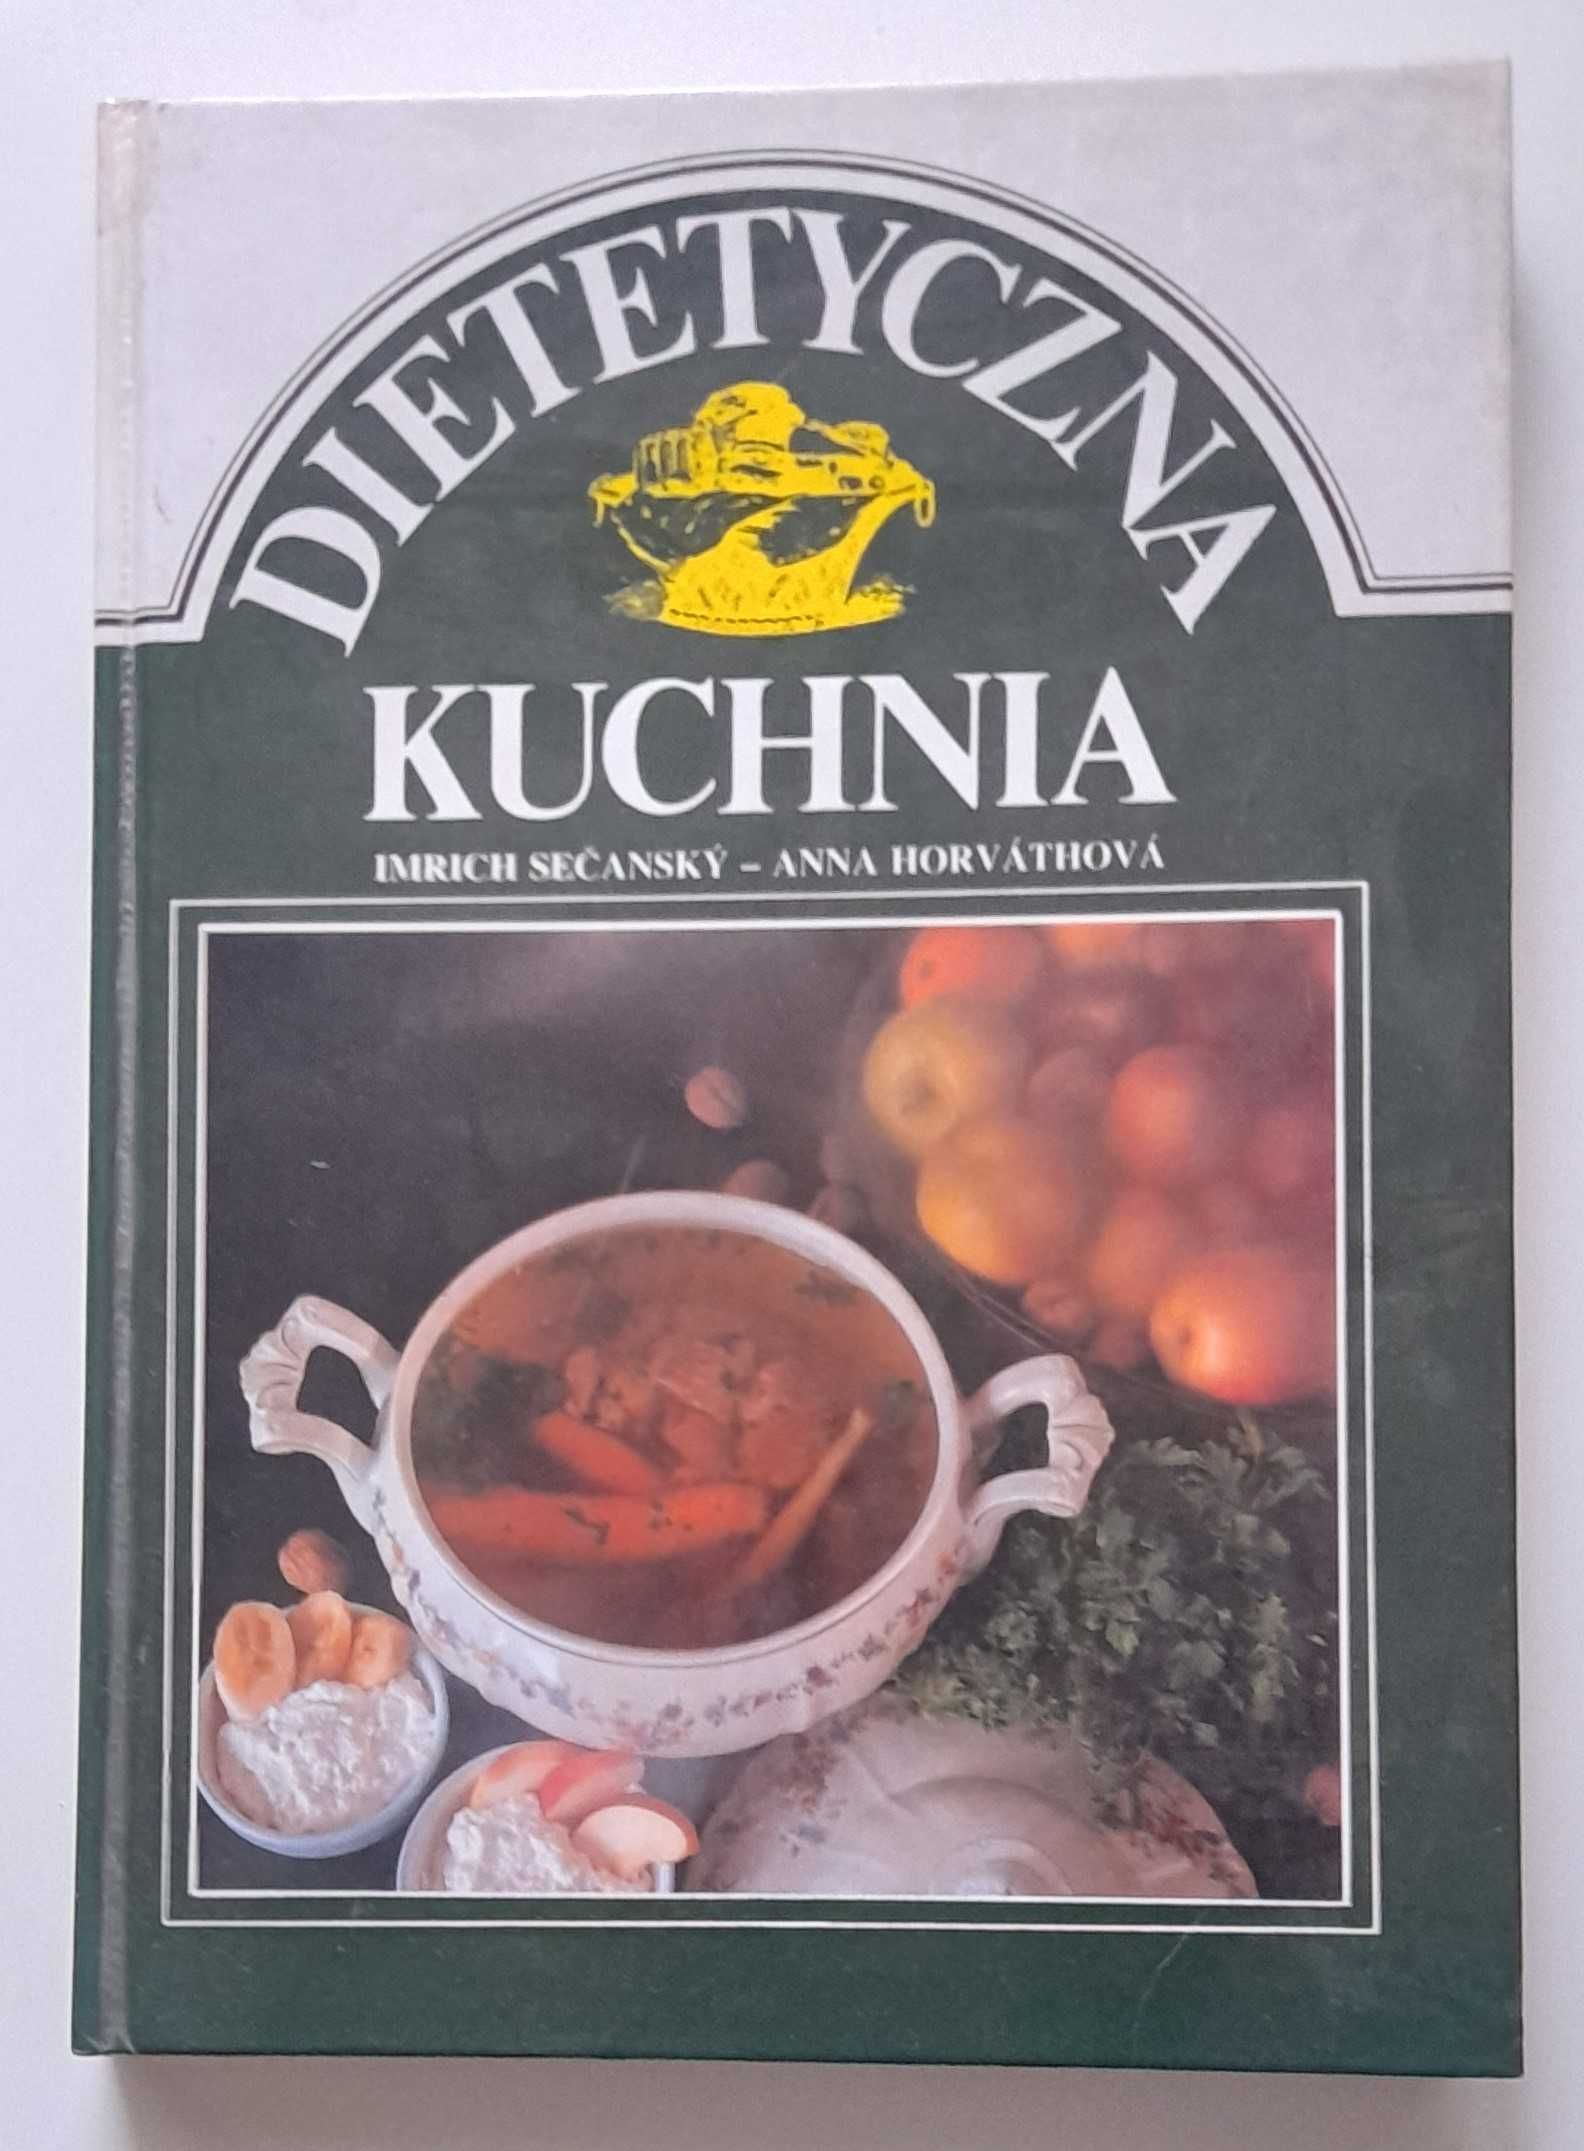 DIETETYCZNA
KUCHNIA
IMRICH SEČANSKÝ – ANNA HORVÁTHOVÁ